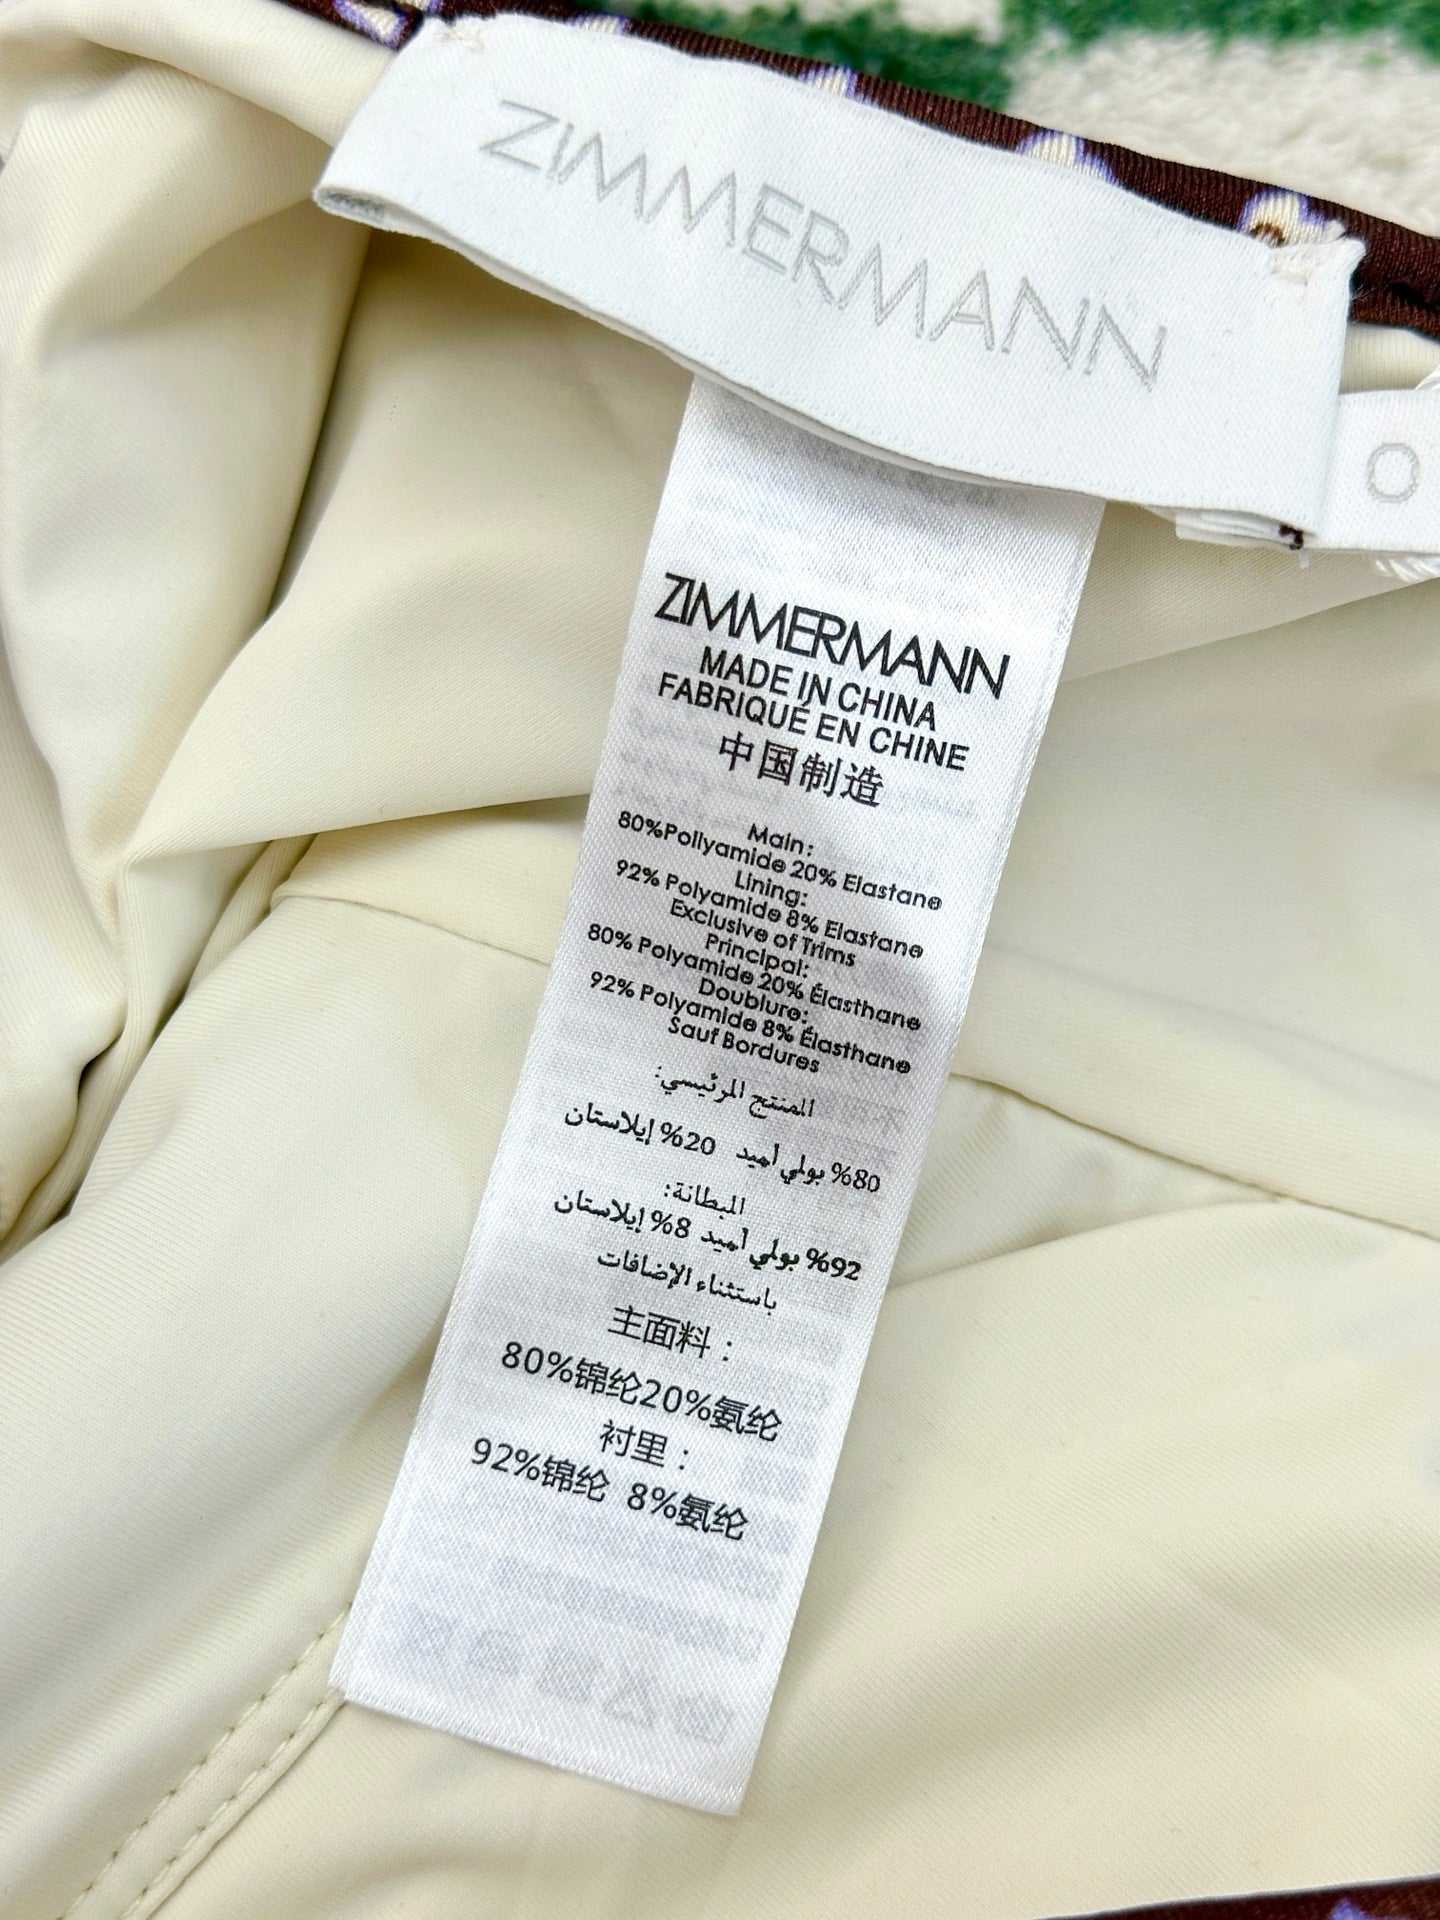 ZIMMERMANN
O
ZIMMERMANN
MADE IN CHINA
FABRIQUÉ EN CHINE
中国制造
Main:
80%Pollyamide 20% Elastane
Lining:
92% Polyamide 8% Elastane
Exclusive of Trims
Principal:
80% Polyamide 20% Élasthane
Doublure:
92% Polyamide 8% Élasthane
Sauf Bordures
المنتج الرئيسي:
80% بولي أميد 20% إيلاستان
البطانة:
92% بولي أميد 8% إيلاستان
باستثناء الإضافات
主面料：
80%锦纶20%氨纶
衬里：
92%锦纶 8%氨纶